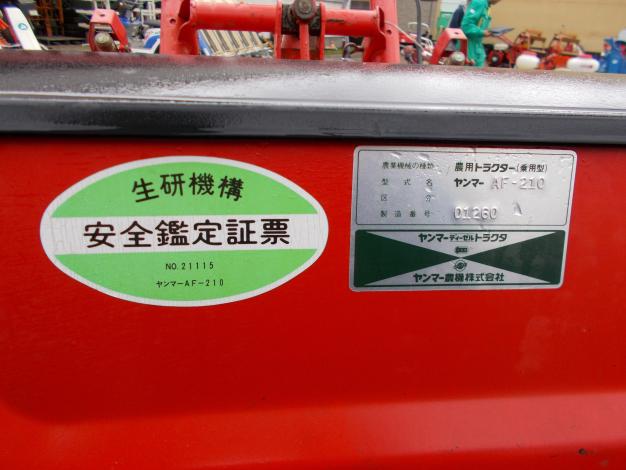 生研機構
安全鑑定証票
NO.21115
ヤンマーAF-210
農業機械の種類 農用トラクター(乗用型)
型式名 ヤンマー AF-210
区分 A
製造番号 01260
ヤンマーディーゼルトラクタ
ヤンマー農機株式会社